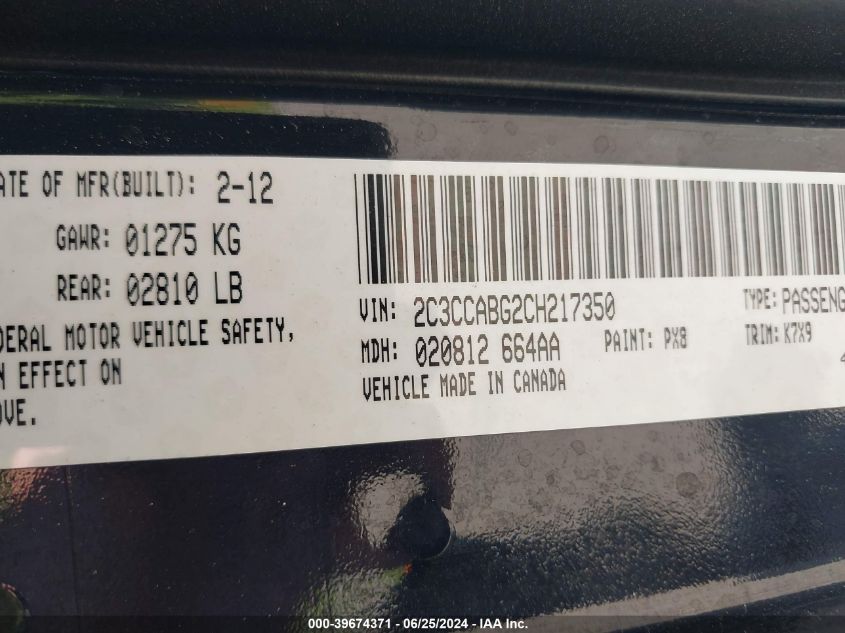 ATE OF MFR(BUILT): 2-12
GAWR: 01275 KG
REAR: 02810 LB
DERAL MOTOR VEHICLE SAFETY,
N EFFECT ON
OVE.
VIN: 2C3CCABG2CH217350
TYPE: PASSENG
MDH: 020812 664AA
PAINT: PX8
TRIM: K7X9
VEHICLE MADE IN CANADA
000-39674371 - 06/25/2024 - IAA Inc.